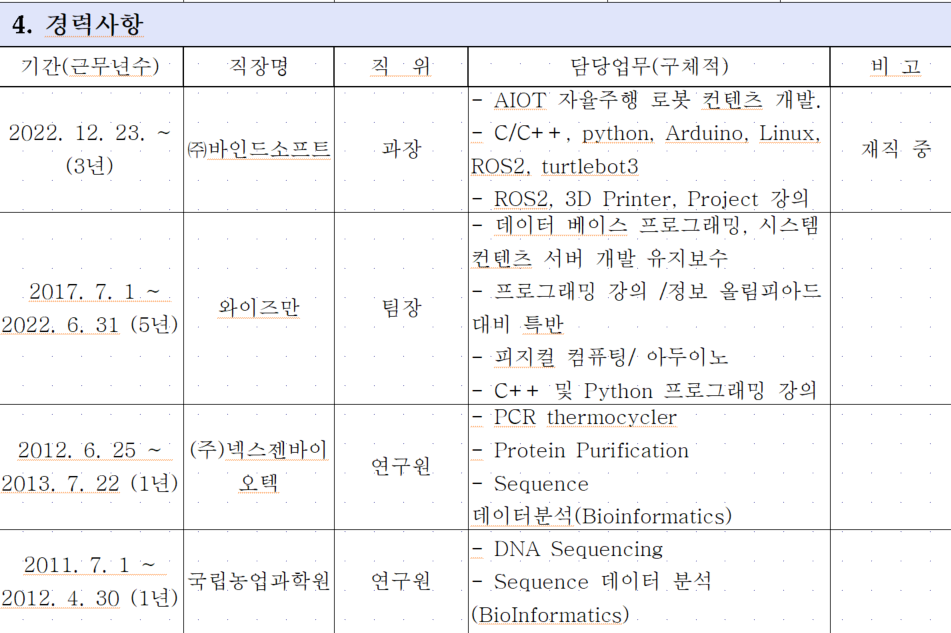 4. 경력사항
기간(근무년수) 직장명 직 위 담당업무(구체적) 비 고
2022. 12. 23. ~
(3년)
㈜바인드소프트
과장
- AIOT 자율주행 로봇 컨텐츠 개발.
- C/C++, python, Arduino, Linux,
ROS2, turtlebot3
- ROS2, 3D Printer, Project 강의
재직 중
2017. 7. 1 ~
2022. 6. 31 (5년)
와이즈만
팀장
- 데이터 베이스 프로그래밍, 시스템
컨텐츠 서버 개발 유지보수
- 프로그래밍 강의 /정보 올림피아드
대비 특반
- 피지컬 컴퓨팅/ 아두이노
- C++ 및 Python 프로그래밍 강의
2012. 6. 25 ~
2013. 7. 22 (1년)
(주)넥스젠바이
오텍
연구원
- PCR thermocycler
- Protein Purification
- Sequence
데이터분석(Bioinformatics)
2011. 7. 1 ~
2012. 4. 30 (1년)
국립농업과학원
연구원
- DNA Sequencing
- Sequence 데이터 분석
(BioInformatics)